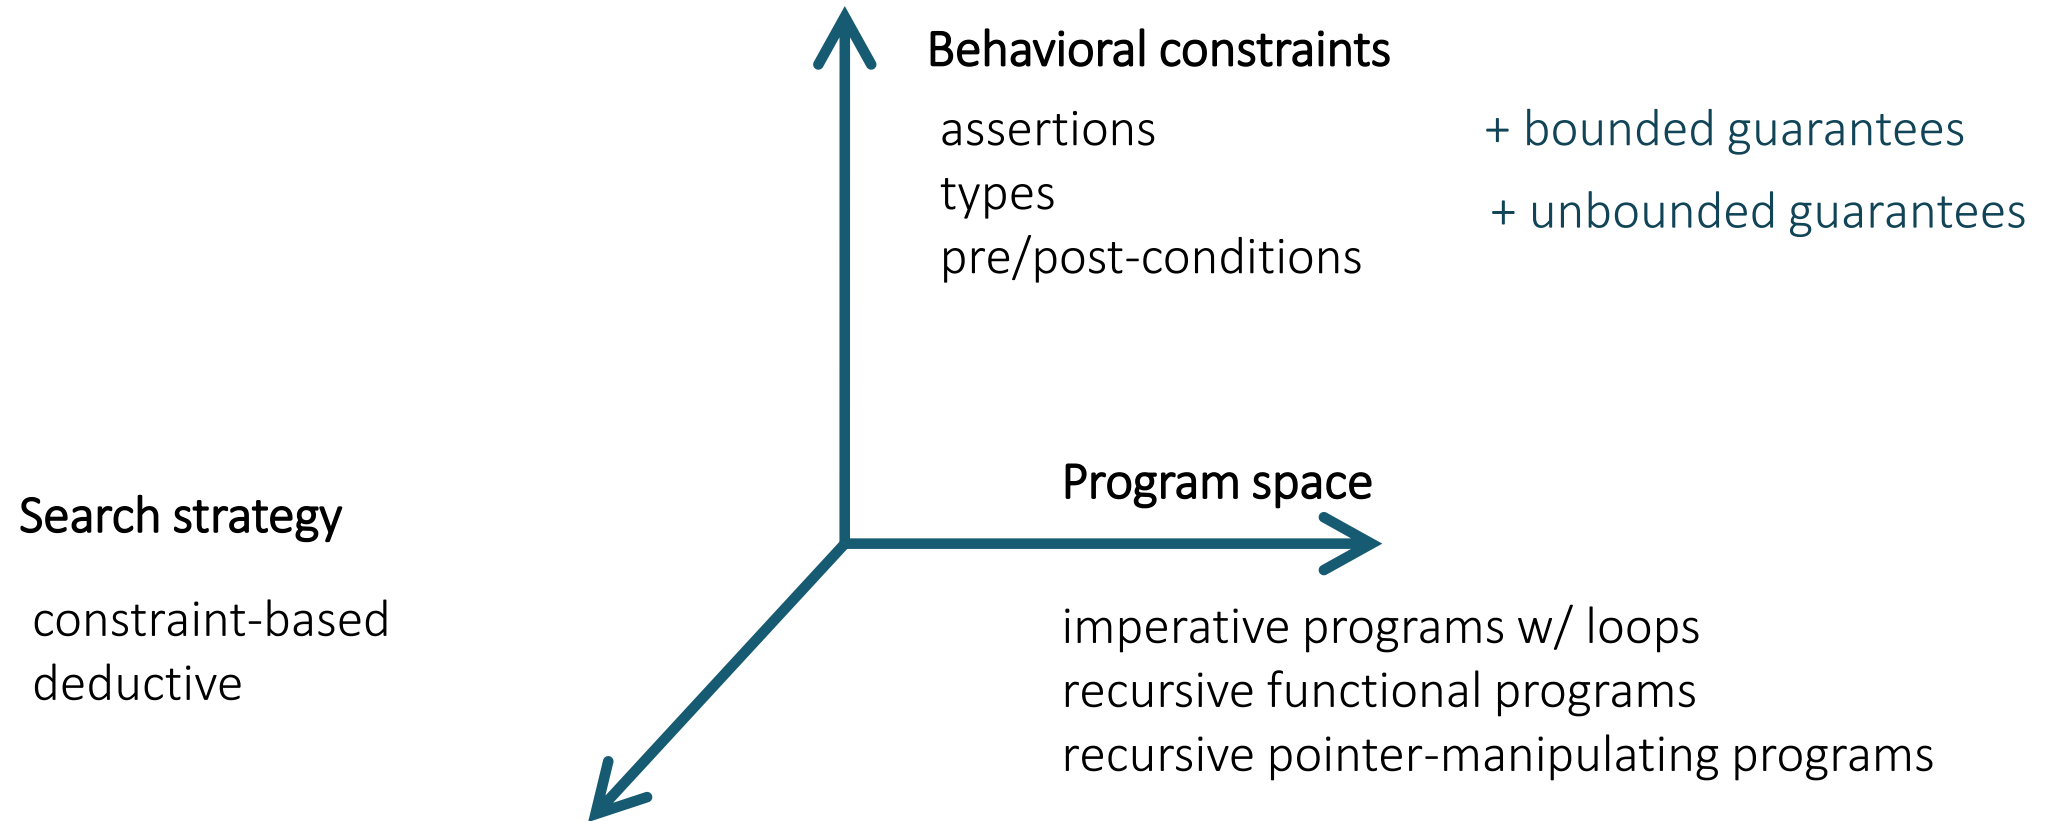 Behavioral constraints
assertions
+ bounded guarantees
types
+ unbounded guarantees
pre/post-conditions
Program space
Search strategy
constraint-based
deductive
imperative programs w/ loops
recursive functional programs
recursive pointer-manipulating programs